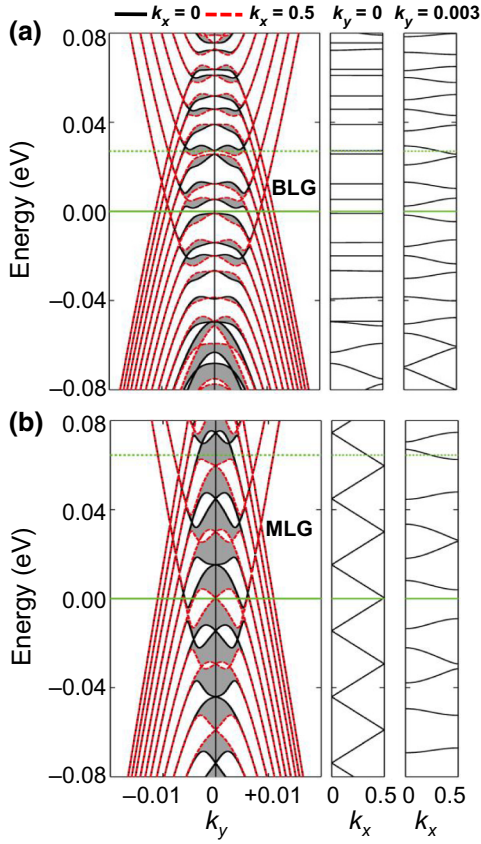 k_x = 0 k_x = 0.5 k_y = 0 k_y = 0.003
(a)
0.08
0.04
BLG
0.00
−0.04
−0.08
Energy (eV)
(b)
0.08
0.04
MLG
0.00
−0.04
−0.08
Energy (eV)
−0.01 0 +0.01 0 0.5 0 0.5
k_y k_x k_x